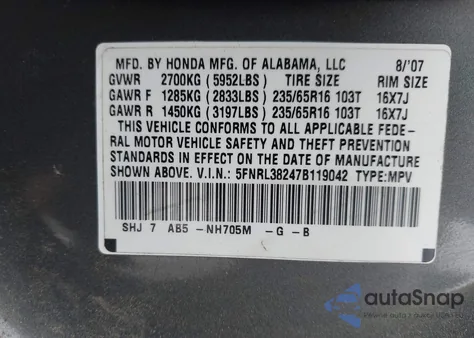 MFD. BY HONDA MFG. OF ALABAMA, LLC 8/'07
GVWR 2700KG (5952LBS) TIRE SIZE RIM SIZE
GAWR F 1285KG (2833LBS) 235/65R16 103T 16X7J
GAWR R 1450KG (3197LBS) 235/65R16 103T 16X7J
THIS VEHICLE CONFORMS TO ALL APPLICABLE FEDE-
RAL MOTOR VEHICLE SAFETY AND THEFT PREVENTION
STANDARDS IN EFFECT ON THE DATE OF MANUFACTURE
SHOWN ABOVE. V.I.N.: 5FNRL38247B119042 TYPE:MPV
SHJ 7 AB5 -NH705M -G -B
autoSnap